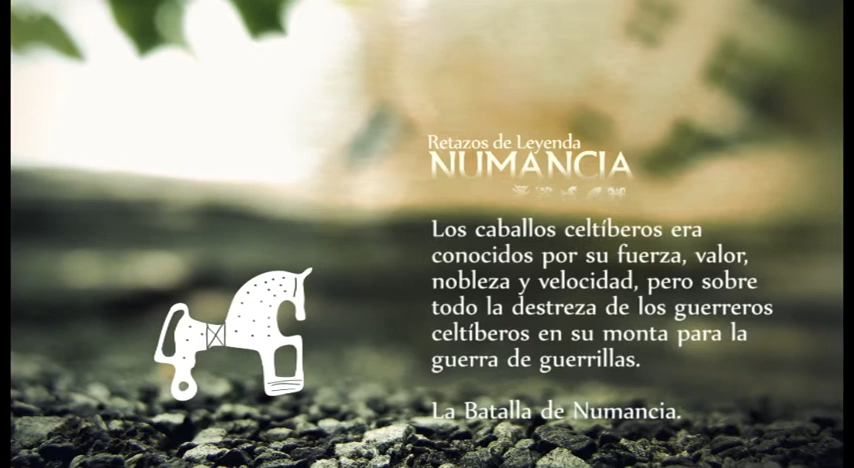 Retazos de Leyenda
NUMANCIA
Los caballos celtíberos era
conocidos por su fuerza, valor,
nobleza y velocidad, pero sobre
todo la destreza de los guerreros
celtíberos en su monta para la
guerra de guerrillas.
La Batalla de Numancia.